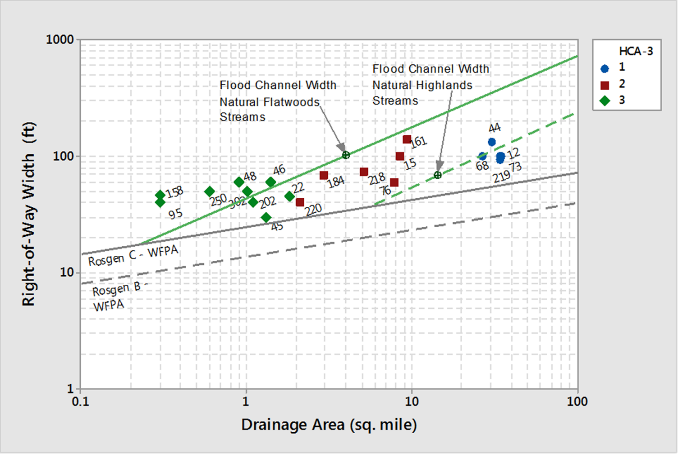 1000
HCA-3
1
2
3
Flood Channel Width
Natural Highlands
Streams
Flood Channel Width
Natural Flatwoods
Streams
44
161
100
12
68
73
219
15
218
76
184
46
48
22
158
250
302
202
220
95
45
Rosgen C - WFPA
Rosgen B -
WFPA
10
1
0.1
1
10
100
Right-of-Way Width (ft)
Drainage Area (sq. mile)